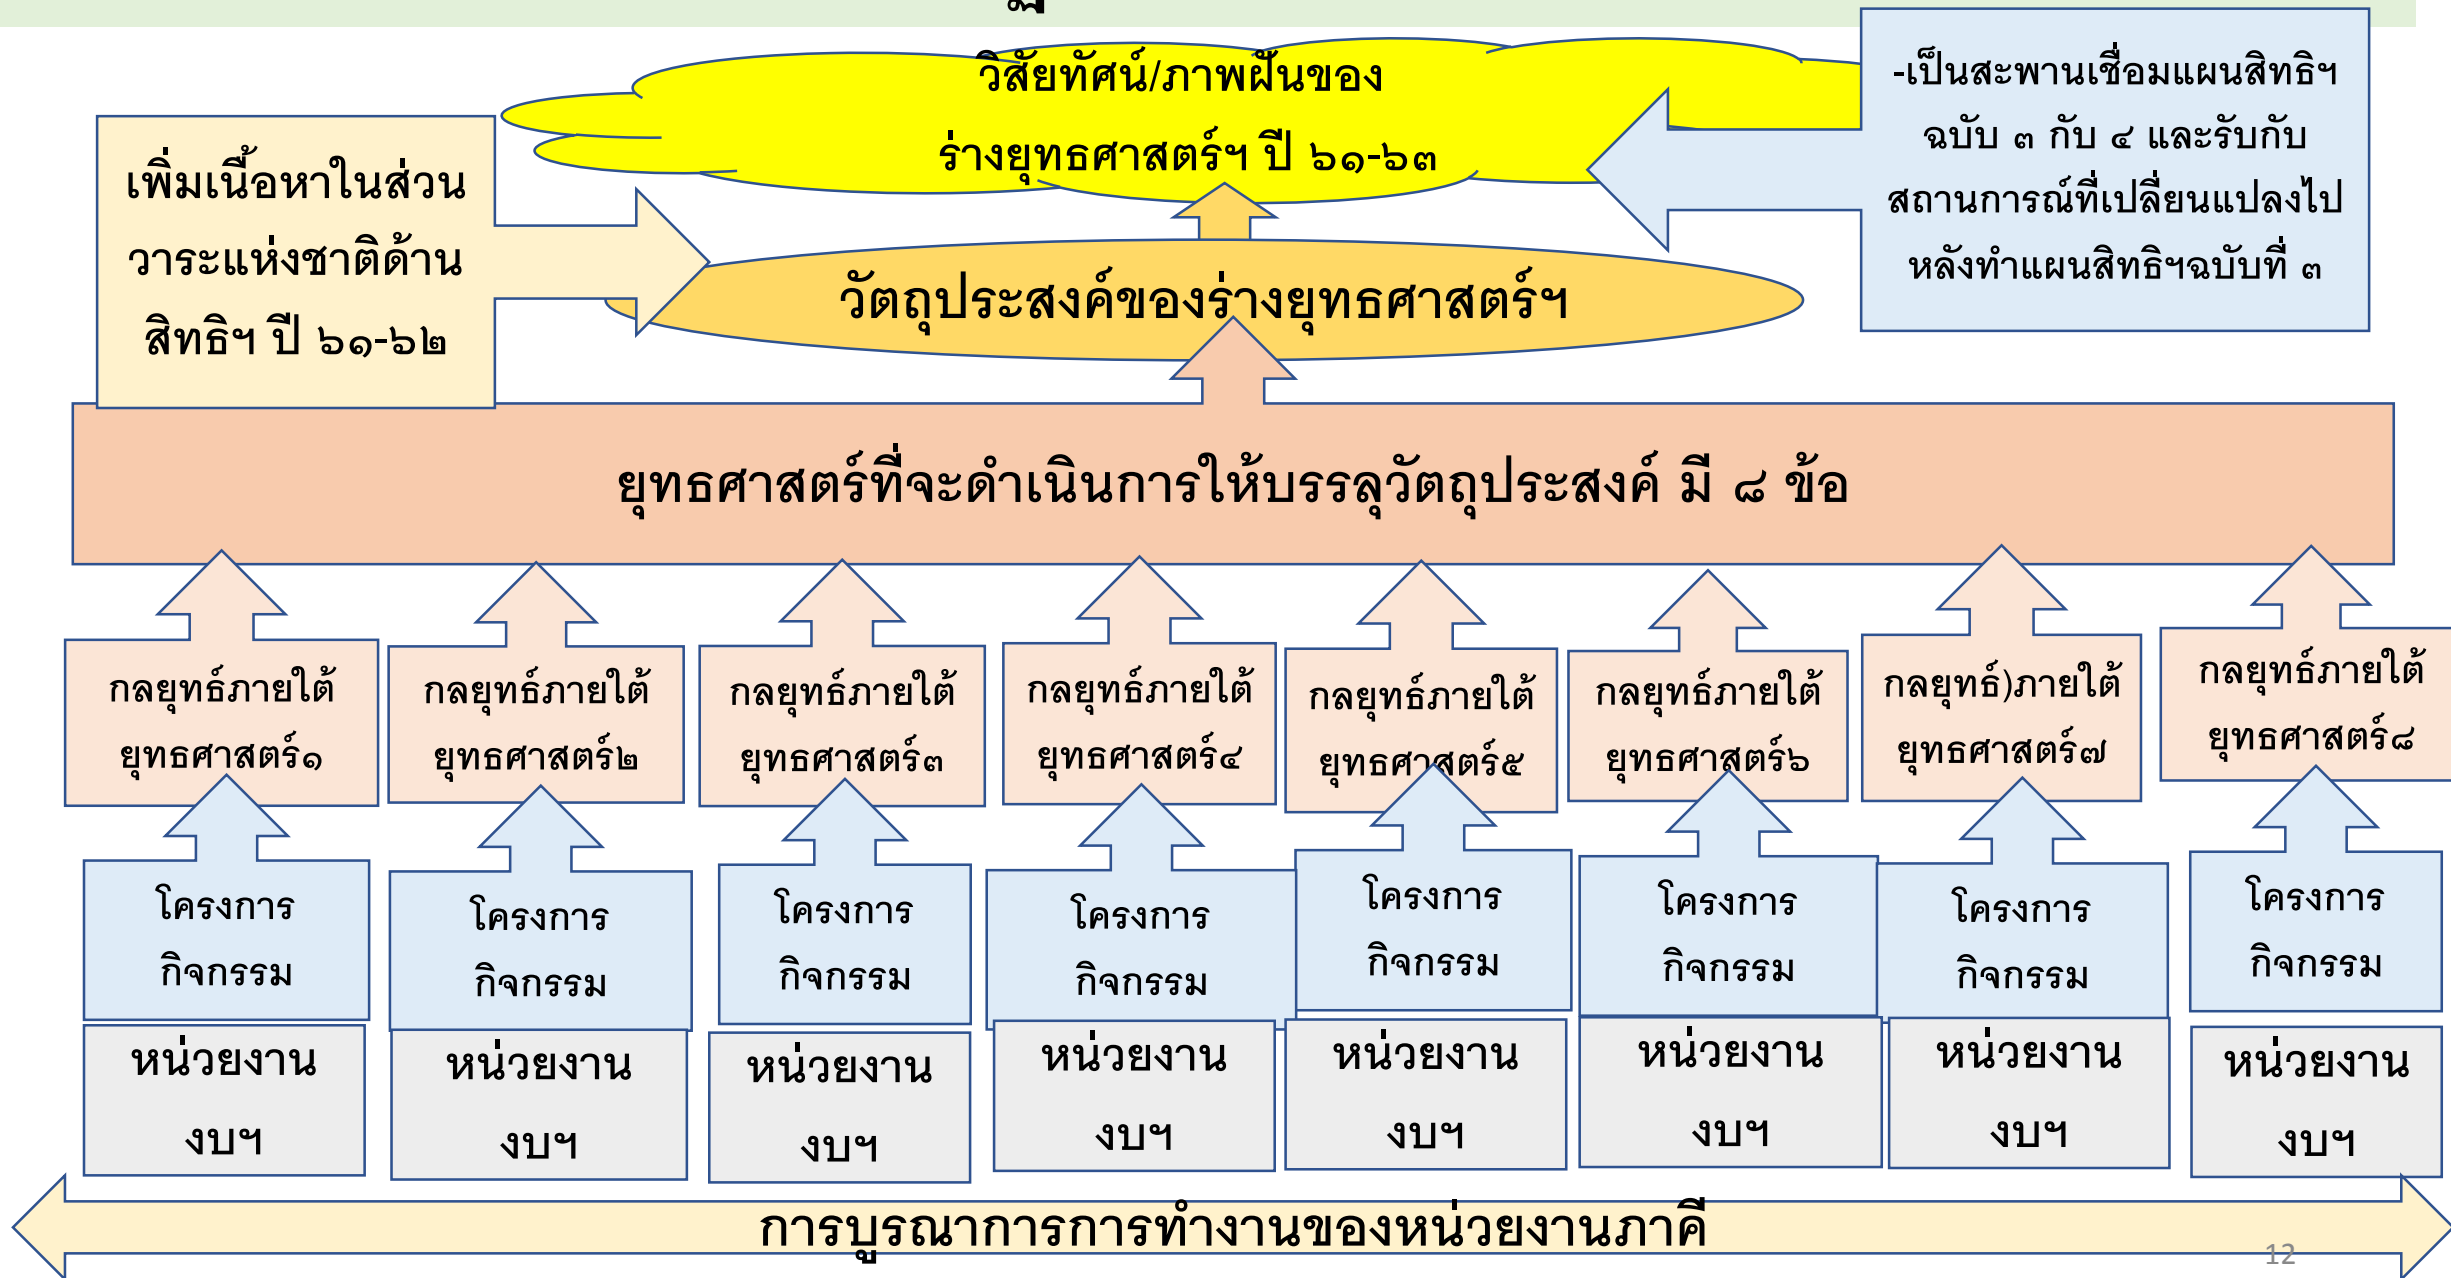 วิสัยทัศน์/ภาพฝันของ
ร่างยุทธศาสตร์ฯ ปี ๖๑-๖๓
-เป็นสะพานเชื่อมแผนสิทธิฯ
ฉบับ ๓ กับ ๔ และรับกับ
สถานการณ์ที่เปลี่ยนแปลงไป
หลังทำแผนสิทธิฯฉบับที่ ๓
เพิ่มเนื้อหาในส่วน
วาระแห่งชาติด้าน
สิทธิฯ ปี ๖๑-๖๒
วัตถุประสงค์ของร่างยุทธศาสตร์ฯ
ยุทธศาสตร์ที่จะดำเนินการให้บรรลุวัตถุประสงค์ มี ๘ ข้อ
กลยุทธ์ภายใต้
ยุทธศาสตร์๑
กลยุทธ์ภายใต้
ยุทธศาสตร์๒
กลยุทธ์ภายใต้
ยุทธศาสตร์๓
กลยุทธ์ภายใต้
ยุทธศาสตร์๔
กลยุทธ์ภายใต้
ยุทธศาสตร์๕
กลยุทธ์ภายใต้
ยุทธศาสตร์๖
กลยุทธ์)ภายใต้
ยุทธศาสตร์๗
กลยุทธ์ภายใต้
ยุทธศาสตร์๘
โครงการ
กิจกรรม
โครงการ
กิจกรรม
โครงการ
กิจกรรม
โครงการ
กิจกรรม
โครงการ
กิจกรรม
โครงการ
กิจกรรม
โครงการ
กิจกรรม
โครงการ
กิจกรรม
หน่วยงาน
งบฯ
หน่วยงาน
งบฯ
หน่วยงาน
งบฯ
หน่วยงาน
งบฯ
หน่วยงาน
งบฯ
หน่วยงาน
งบฯ
หน่วยงาน
งบฯ
หน่วยงาน
งบฯ
การบูรณาการการทำงานของหน่วยงานภาคี
12